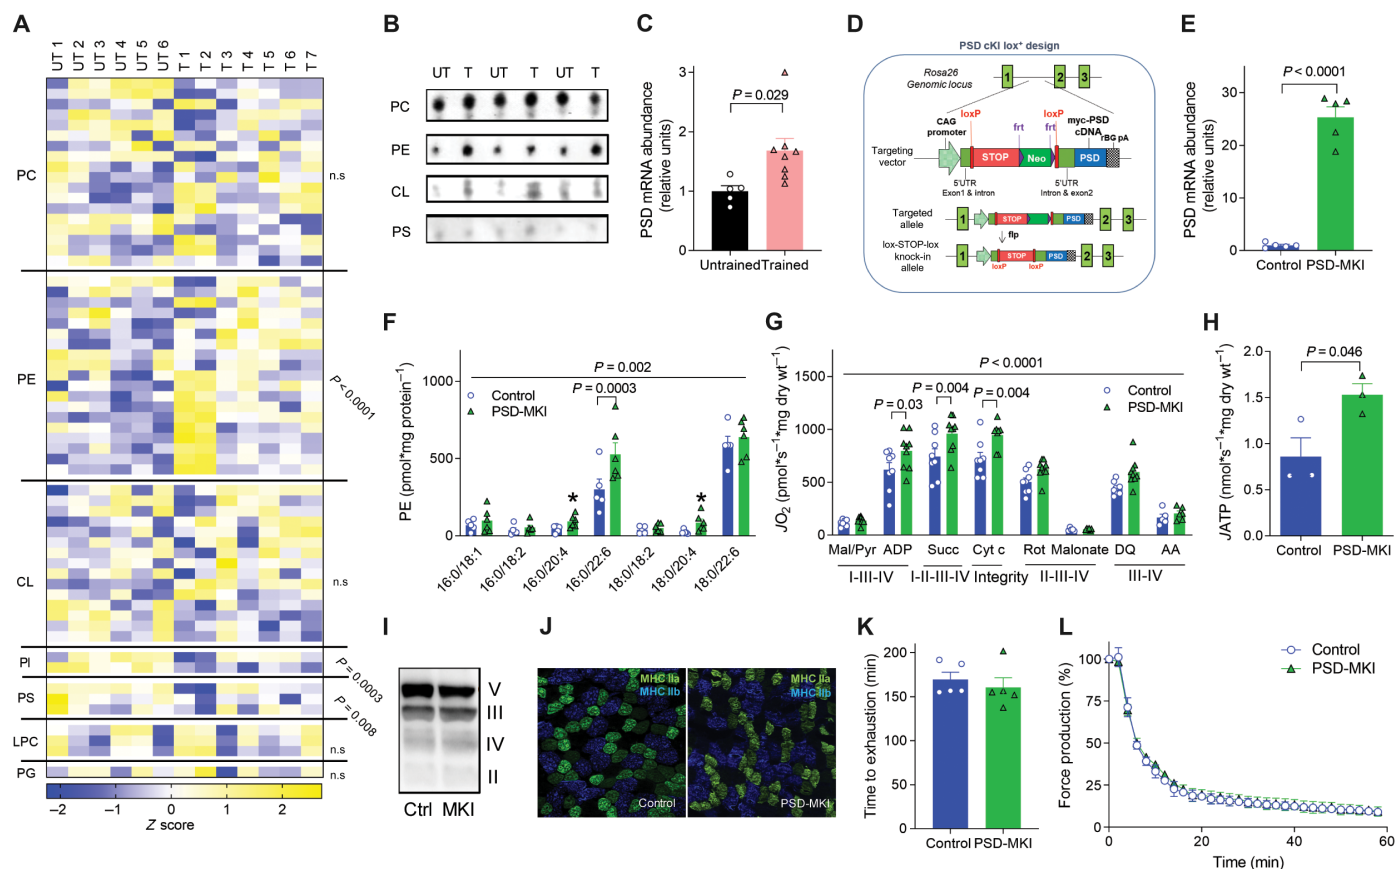 A
UT 1
UT 2
UT 3
UT 4
UT 5
UT 6
T 1
T 2
T 3
T 4
T 5
T 6
T 7
PC
n.s
PE
P < 0.0001
CL
n.s
PI
P = 0.0003
PS
P = 0.008
LPC
n.s
PG
n.s
−2 −1 0 1 2
Z score
B
UT T UT T UT T
PC
PE
CL
PS
C
PSD mRNA abundance
(relative units)
3
2
1
0
P = 0.029
Untrained Trained
D
PSD cKI lox⁺ design
Rosa26
Genomic locus
1 2 3
loxP loxP
CAG
promoter
frt frt
myc-PSD
cDNA
rBG pA
Targeting
vector
STOP Neo PSD
5'UTR
Exon1 & intron
5'UTR
Intron & exon2
Targeted
allele
1 STOP PSD 2 3
flp
lox-STOP-lox
knock-in
allele
1 STOP PSD 2 3
loxP loxP
E
PSD mRNA abundance
(relative units)
30
20
10
0
P < 0.0001
Control PSD-MKI
F
PE (pmol*mg protein⁻¹)
1000
500
0
P = 0.002
P = 0.0003
Control
PSD-MKI
*
*
16:0/18:1
16:0/18:2
16:0/20:4
16:0/22:6
18:0/18:2
18:0/20:4
18:0/22:6
G
JO₂ (pmol*s⁻¹*mg dry wt⁻¹)
1500
1000
500
0
P < 0.0001
P = 0.03
P = 0.004
P = 0.004
Control
PSD-MKI
Mal/Pyr ADP Succ Cyt c Rot Malonate DQ AA
I-III-IV I-II-III-IV Integrity II-III-IV III-IV
H
JATP (nmol*s⁻¹*mg dry wt⁻¹)
2.0
1.5
1.0
0.5
0
P = 0.046
Control PSD-MKI
I
V
III
IV
II
Ctrl MKI
J
MHC IIa
MHC IIb
Control
MHC IIa
MHC IIb
PSD-MKI
K
Time to exhaustion (min)
200
150
100
50
0
Control PSD-MKI
L
Force production (%)
100
75
50
25
0
Control
PSD-MKI
0 20 40 60
Time (min)